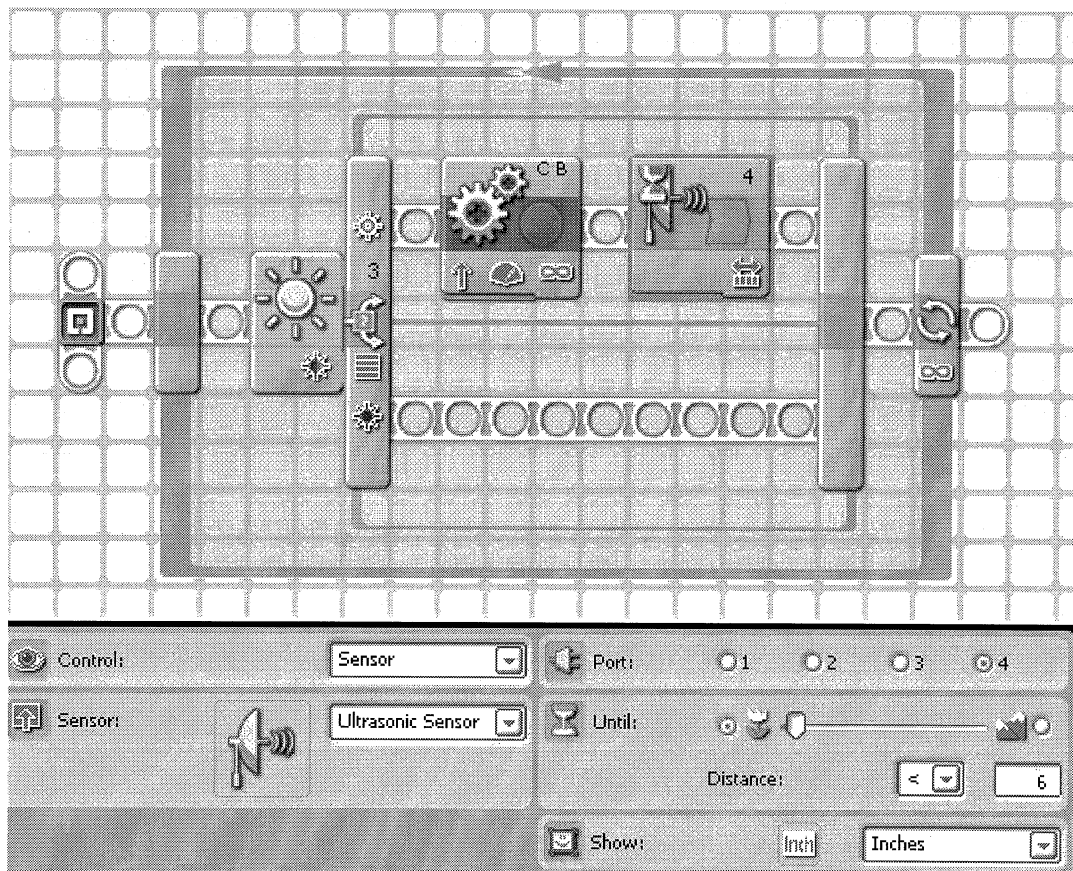 C B
4
3
Control:
Sensor
Port:
1
2
3
4
Sensor:
Ultrasonic Sensor
Until:
Distance:
<
6
Show:
Inch
Inches